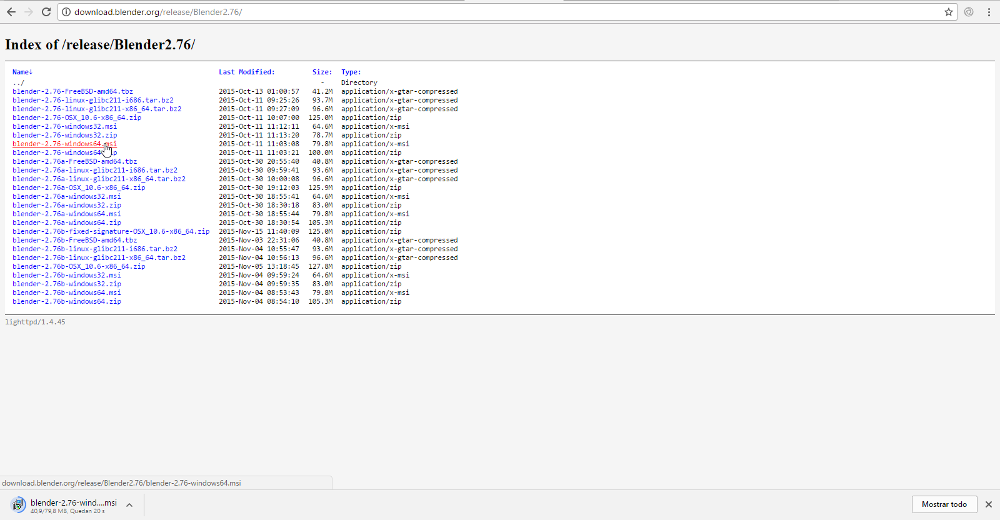 download.blender.org/release/Blender2.76/
Index of /release/Blender2.76/
Name↓ Last Modified: Size: Type:
../ - Directory
blender-2.76-FreeBSD-amd64.tbz 2015-Oct-13 01:00:57 41.2M application/x-gtar-compressed
blender-2.76-linux-glibc211-i686.tar.bz2 2015-Oct-11 09:25:26 93.7M application/x-gtar-compressed
blender-2.76-linux-glibc211-x86_64.tar.bz2 2015-Oct-11 09:27:09 96.6M application/x-gtar-compressed
blender-2.76-OSX_10.6-x86_64.zip 2015-Oct-11 10:07:00 125.0M application/zip
blender-2.76-windows32.msi 2015-Oct-11 11:12:11 64.6M application/x-msi
blender-2.76-windows32.zip 2015-Oct-11 11:13:20 78.7M application/zip
blender-2.76-windows64.msi 2015-Oct-11 11:03:08 79.8M application/x-msi
blender-2.76-windows64.zip 2015-Oct-11 11:03:21 100.0M application/zip
blender-2.76a-FreeBSD-amd64.tbz 2015-Oct-30 20:55:40 40.8M application/x-gtar-compressed
blender-2.76a-linux-glibc211-i686.tar.bz2 2015-Oct-30 09:59:41 93.6M application/x-gtar-compressed
blender-2.76a-linux-glibc211-x86_64.tar.bz2 2015-Oct-30 10:00:08 96.6M application/x-gtar-compressed
blender-2.76a-OSX_10.6-x86_64.zip 2015-Oct-30 19:12:03 125.9M application/zip
blender-2.76a-windows32.msi 2015-Oct-30 18:55:41 64.6M application/x-msi
blender-2.76a-windows32.zip 2015-Oct-30 18:30:18 83.0M application/zip
blender-2.76a-windows64.msi 2015-Oct-30 18:55:44 79.8M application/x-msi
blender-2.76a-windows64.zip 2015-Oct-30 18:30:54 105.3M application/zip
blender-2.76b-fixed-signature-OSX_10.6-x86_64.zip 2015-Nov-15 11:40:09 125.0M application/zip
blender-2.76b-FreeBSD-amd64.tbz 2015-Nov-03 22:31:06 40.8M application/x-gtar-compressed
blender-2.76b-linux-glibc211-i686.tar.bz2 2015-Nov-04 10:55:47 93.6M application/x-gtar-compressed
blender-2.76b-linux-glibc211-x86_64.tar.bz2 2015-Nov-04 10:56:13 96.6M application/x-gtar-compressed
blender-2.76b-OSX_10.6-x86_64.zip 2015-Nov-05 13:18:45 127.8M application/zip
blender-2.76b-windows32.msi 2015-Nov-04 09:59:24 64.6M application/x-msi
blender-2.76b-windows32.zip 2015-Nov-04 09:59:35 83.0M application/zip
blender-2.76b-windows64.msi 2015-Nov-04 08:53:43 79.8M application/x-msi
blender-2.76b-windows64.zip 2015-Nov-04 08:54:10 105.3M application/zip
lighttpd/1.4.45
download.blender.org/release/Blender2.76/blender-2.76-windows64.msi
blender-2.76-wind....msi
40,9/79,8 MB, Quedan 20 s
Mostrar todo